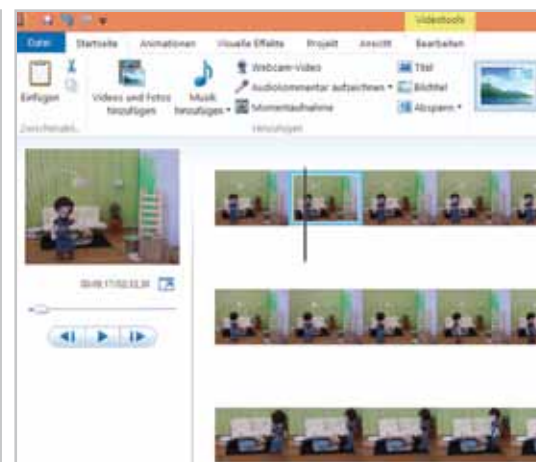 Videotools
Datei Startseite Animationen Visuelle Effekte Projekt Ansicht Bearbeiten
Einfügen
Videos und Fotos hinzufügen
Musik hinzufügen
Webcam-Video
Audiokommentar aufzeichnen
Momentaufnahme
Titel
Bildtitel
Abspann
Zwischenabl...
Hinzufügen